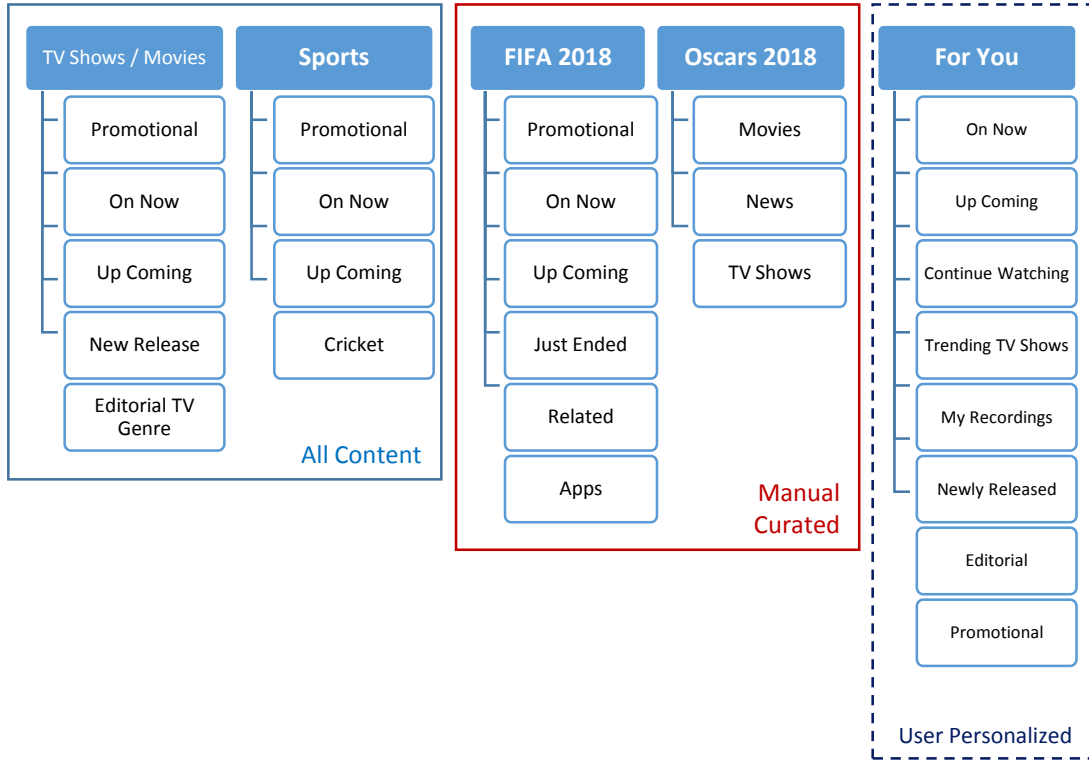 TV Shows / Movies
Promotional
On Now
Up Coming
New Release
Editorial TV
Genre
Sports
Promotional
On Now
Up Coming
Cricket
All Content
FIFA 2018
Promotional
On Now
Up Coming
Just Ended
Related
Apps
Oscars 2018
Movies
News
TV Shows
Manual
Curated
For You
On Now
Up Coming
Continue Watching
Trending TV Shows
My Recordings
Newly Released
Editorial
Promotional
User Personalized